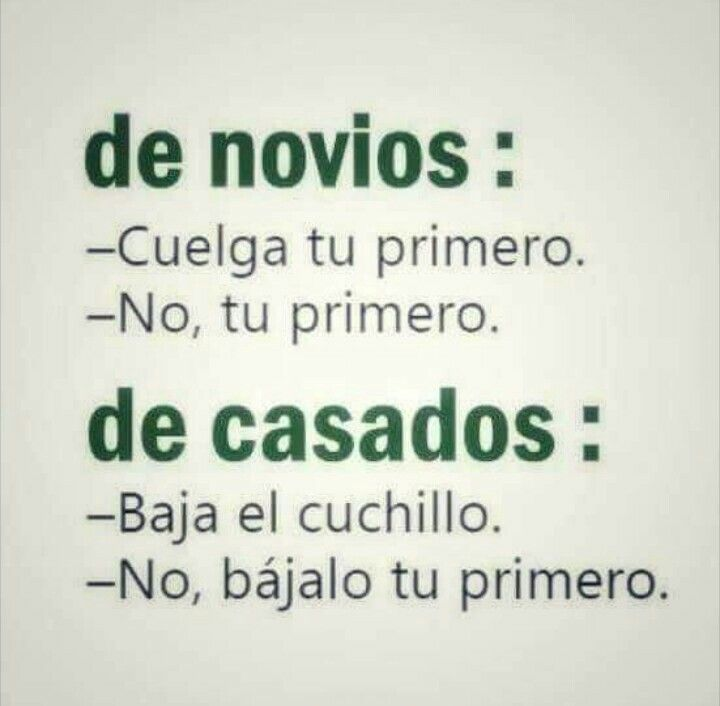 de novios :
–Cuelga tu primero.
–No, tu primero.
de casados :
–Baja el cuchillo.
–No, bájalo tu primero.